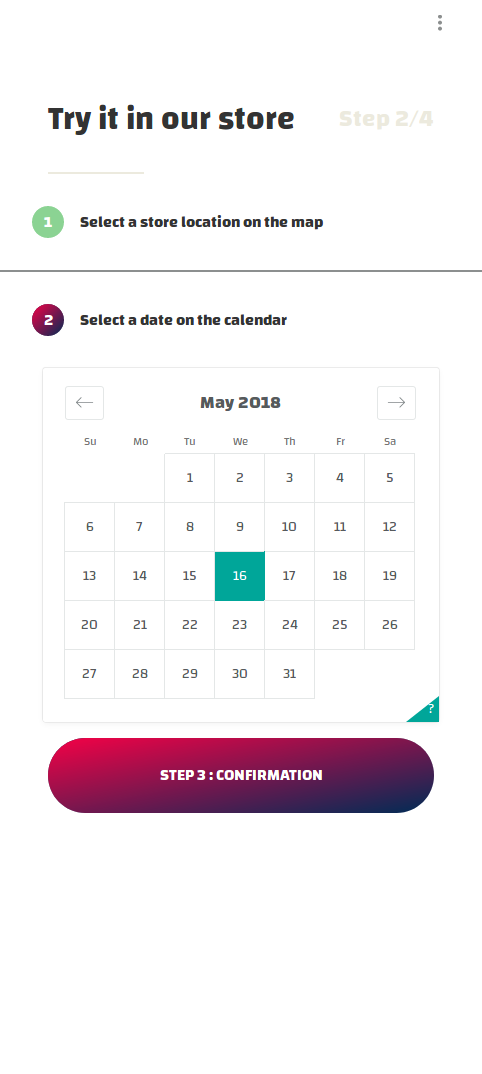 Try it in our store
Step 2/4
1
Select a store location on the map
2
Select a date on the calendar
May 2018
Su Mo Tu We Th Fr Sa
1 2 3 4 5
6 7 8 9 10 11 12
13 14 15 16 17 18 19
20 21 22 23 24 25 26
27 28 29 30 31
?
STEP 3 : CONFIRMATION